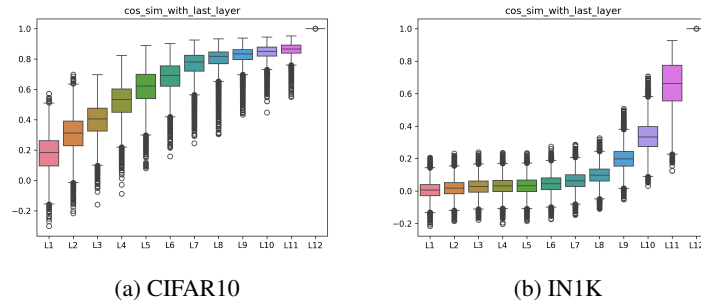 cos_sim_with_last_layer
1.0
0.8
0.6
0.4
0.2
0.0
−0.2
L1 L2 L3 L4 L5 L6 L7 L8 L9 L10 L11 L12
(a) CIFAR10
cos_sim_with_last_layer
1.0
0.8
0.6
0.4
0.2
0.0
−0.2
L1 L2 L3 L4 L5 L6 L7 L8 L9 L10 L11 L12
(b) IN1K